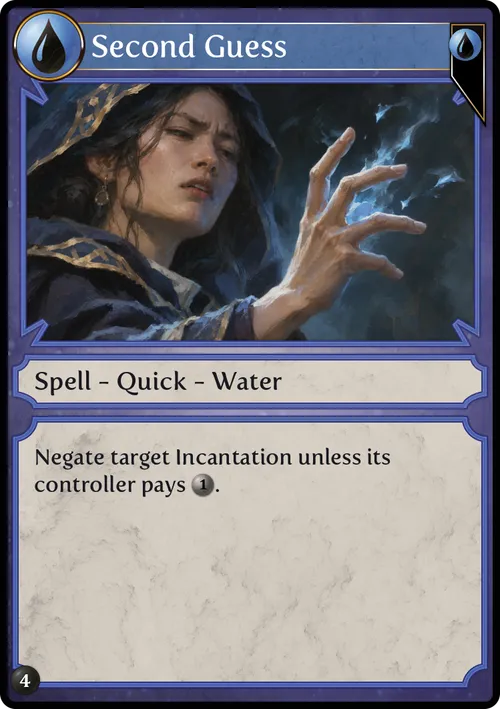 Second Guess
Spell - Quick - Water
Negate target Incantation unless its
controller pays 1.
4